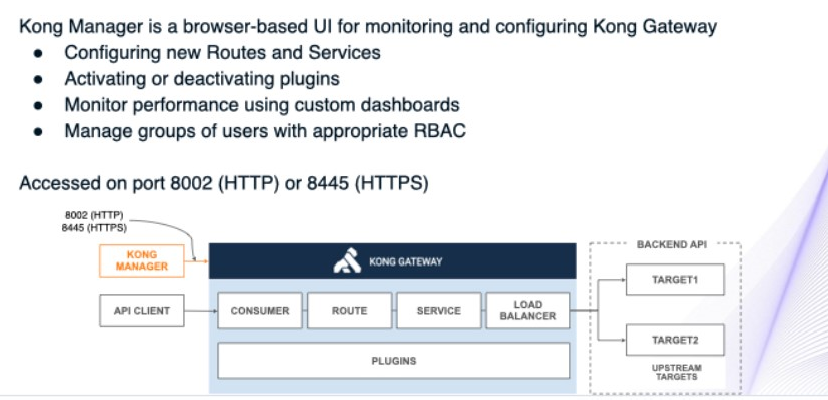 Kong Manager is a browser-based UI for monitoring and configuring Kong Gateway
● Configuring new Routes and Services
● Activating or deactivating plugins
● Monitor performance using custom dashboards
● Manage groups of users with appropriate RBAC
Accessed on port 8002 (HTTP) or 8445 (HTTPS)
8002 (HTTP)
8445 (HTTPS)
KONG
MANAGER
KONG GATEWAY
BACKEND API
TARGET1
API CLIENT
CONSUMER
ROUTE
SERVICE
LOAD
BALANCER
TARGET2
PLUGINS
UPSTREAM
TARGETS